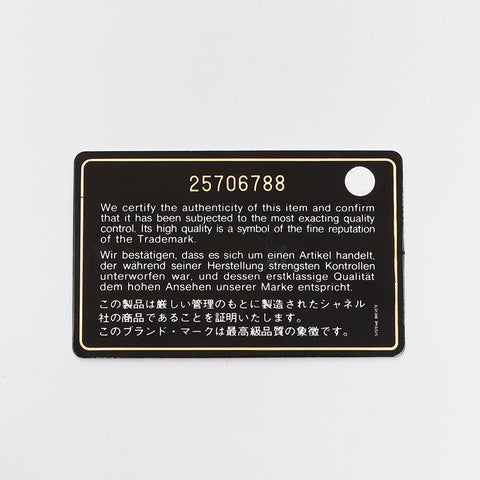 25706788
We certify the authenticity of this item and confirm
that it has been subjected to the most exacting quality
control. Its high quality is a symbol of the fine reputation
of the Trademark.
Wir bestätigen, dass es sich um einen Artikel handelt,
der während seiner Herstellung strengsten Kontrollen
unterworfen war, und dessen erstklassige Qualität
dem hohen Ansehen unserer Marke entspricht.
この製品は厳しい管理のもとに製造されたシャネル
社の商品であることを証明いたします。
このブランド・マークは最高級品質の象徴です。
SYSTEME BREVETE